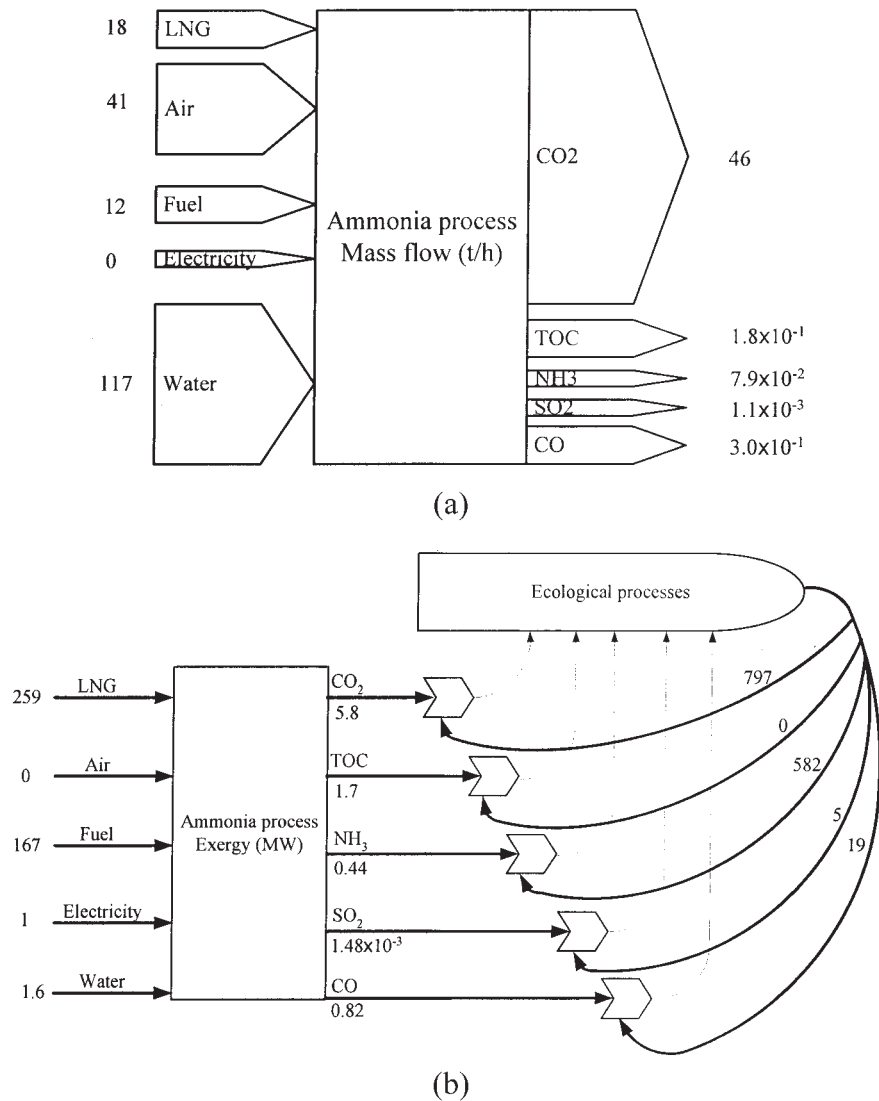 18
LNG
41
Air
12
Fuel
0
Electricity
117
Water
Ammonia process
Mass flow (t/h)
CO2
46
TOC
1.8x10⁻¹
NH3
7.9x10⁻²
SO2
1.1x10⁻³
CO
3.0x10⁻¹
(a)
Ecological processes
259
LNG
0
Air
167
Fuel
1
Electricity
1.6
Water
Ammonia process
Exergy (MW)
CO₂
5.8
TOC
1.7
NH₃
0.44
SO₂
1.48x10⁻³
CO
0.82
797
0
582
5
19
(b)